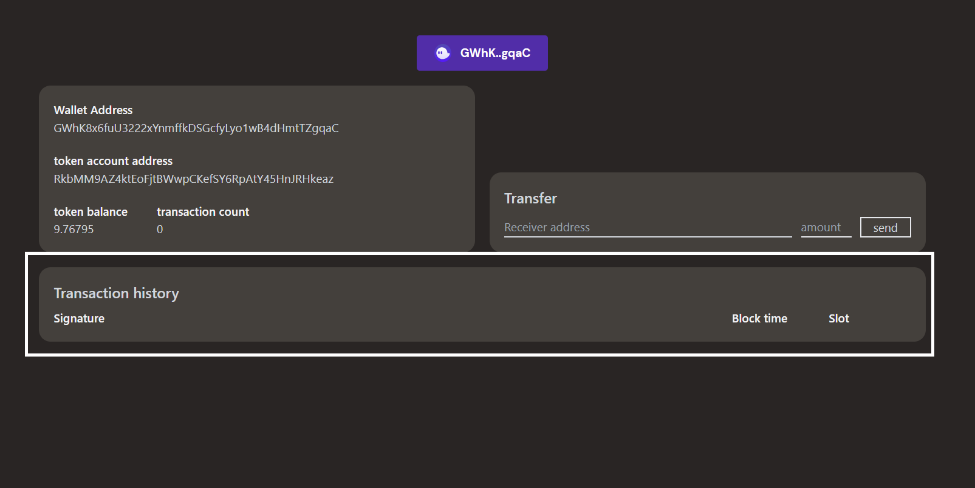 GWhK..gqaC
Wallet Address
GWhK8x6fuU3222xYnmffkDSGcfyLyo1wB4dHmtTZgqaC
token account address
RkbMM9AZ4ktEoFjtBWwpCKefSY6RpAtY45HnJRHkeaz
token balance transaction count
9.76795 0
Transfer
Receiver address amount send
Transaction history
Signature Block time Slot